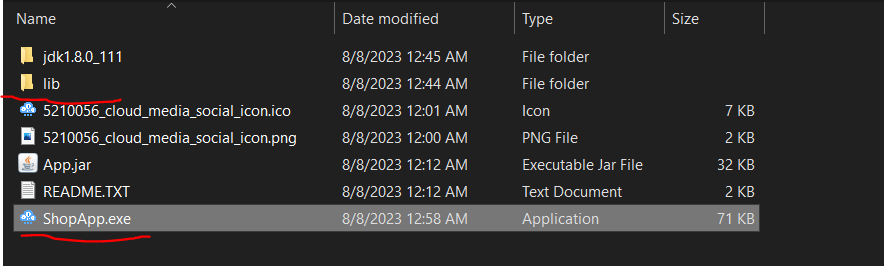 Name Date modified Type Size
jdk1.8.0_111 8/8/2023 12:45 AM File folder
lib 8/8/2023 12:44 AM File folder
5210056_cloud_media_social_icon.ico 8/8/2023 12:01 AM Icon 7 KB
5210056_cloud_media_social_icon.png 8/8/2023 12:00 AM PNG File 2 KB
App.jar 8/8/2023 12:12 AM Executable Jar File 32 KB
README.TXT 8/8/2023 12:12 AM Text Document 2 KB
ShopApp.exe 8/8/2023 12:58 AM Application 71 KB